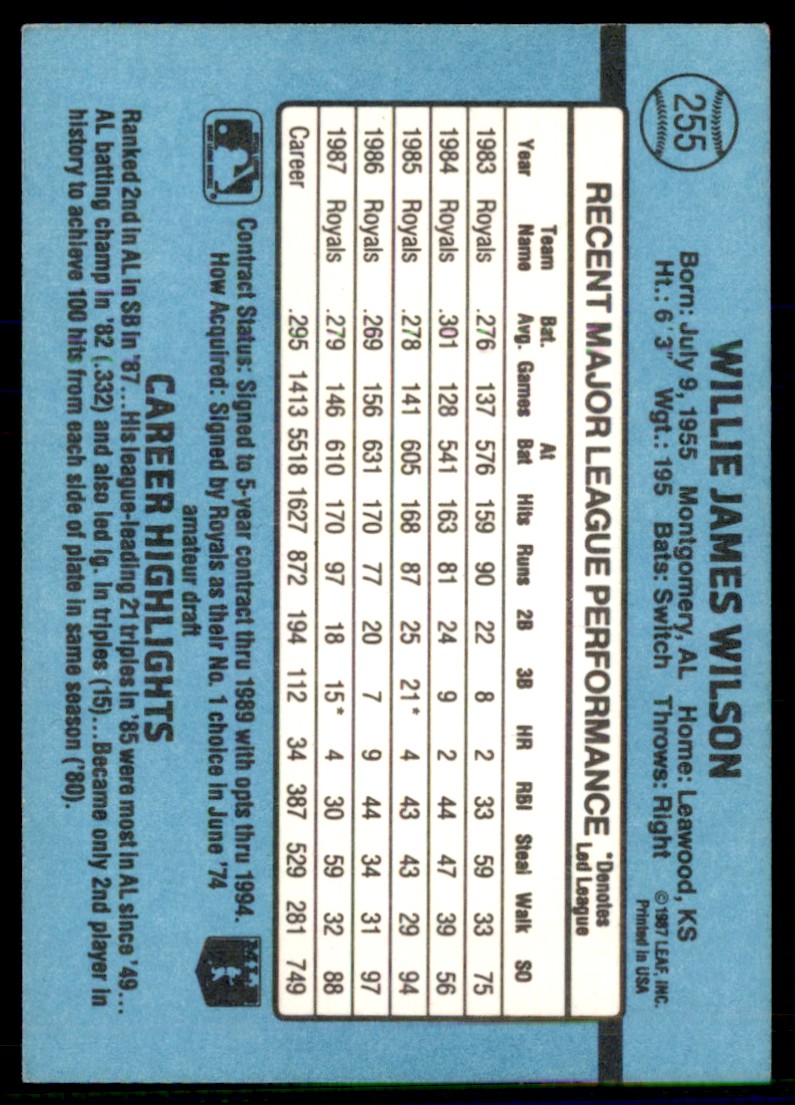 255
WILLIE JAMES WILSON
Born: July 9, 1955 Montgomery, AL Home: Leawood, KS
Ht.: 6'3" Wgt.: 195 Bats: Switch Throws: Right
©1987 LEAF, INC.
Printed in USA
RECENT MAJOR LEAGUE PERFORMANCE *Denotes Led League
Year Team Name Bat. Avg. Games At Bat Hits Runs 2B 3B HR RBI Steal Walk SO
1983 Royals .276 137 576 159 90 22 8 2 33 59 33 75
1984 Royals .301 128 541 163 81 24 9 2 44 47 39 56
1985 Royals .278 141 605 168 87 25 21* 4 43 43 29 94
1986 Royals .269 156 631 170 77 20 7 9 44 34 31 97
1987 Royals .279 146 610 170 97 18 15* 4 30 59 32 88
Career .295 1413 5518 1627 872 194 112 34 387 529 281 749
Contract Status: Signed to 5-year contract thru 1989 with opts thru 1994.
How Acquired: Signed by Royals as their No. 1 choice in June '74
amateur draft
CAREER HIGHLIGHTS
Ranked 2nd in AL in SB in '87...His league-leading 21 triples in '85 were most in AL since '49...
AL batting champ in '82 (.332) and also led lg. in triples (15)...Became only 2nd player in
history to achieve 100 hits from each side of plate in same season ('80).